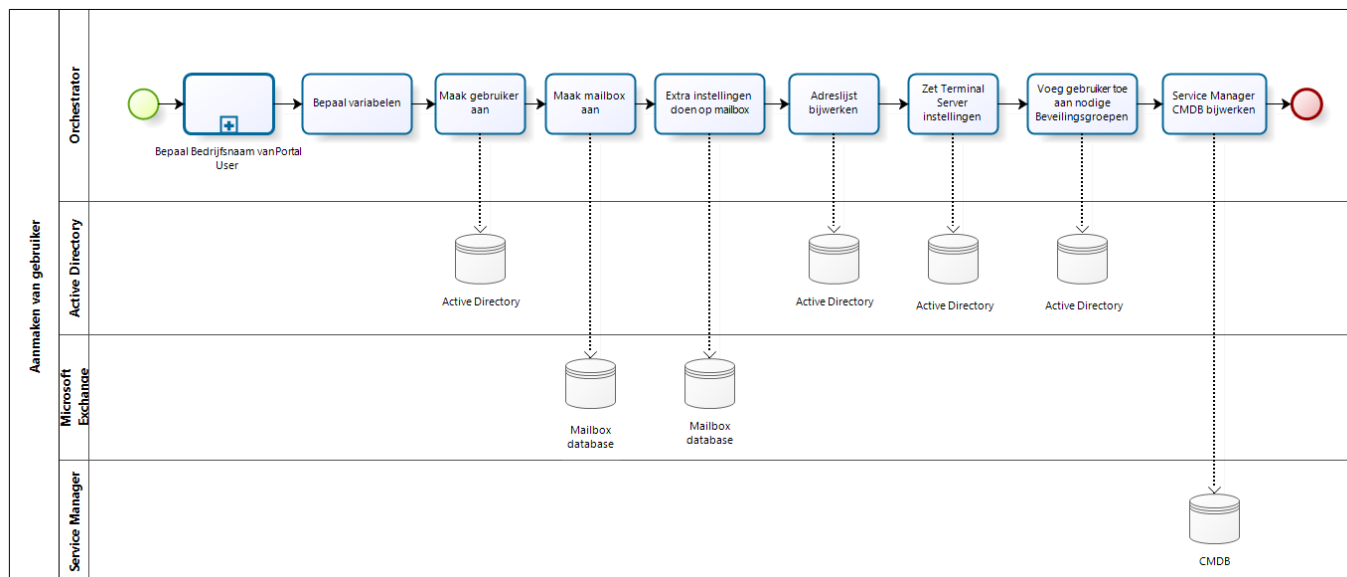 Aanmaken van gebruiker
Orchestrator
Bepaal Bedrijfsnaam van Portal
User
Bepaal variabelen
Maak gebruiker
aan
Maak mailbox
aan
Extra instellingen
doen op mailbox
Adreslijst
bijwerken
Zet Terminal
Server
instellingen
Voeg gebruiker toe
aan nodige
Beveilingsgroepen
Service Manager
CMDB bijwerken
Active Directory
Active Directory
Active Directory
Active Directory
Active Directory
Microsoft
Exchange
Mailbox
database
Mailbox
database
Service Manager
CMDB